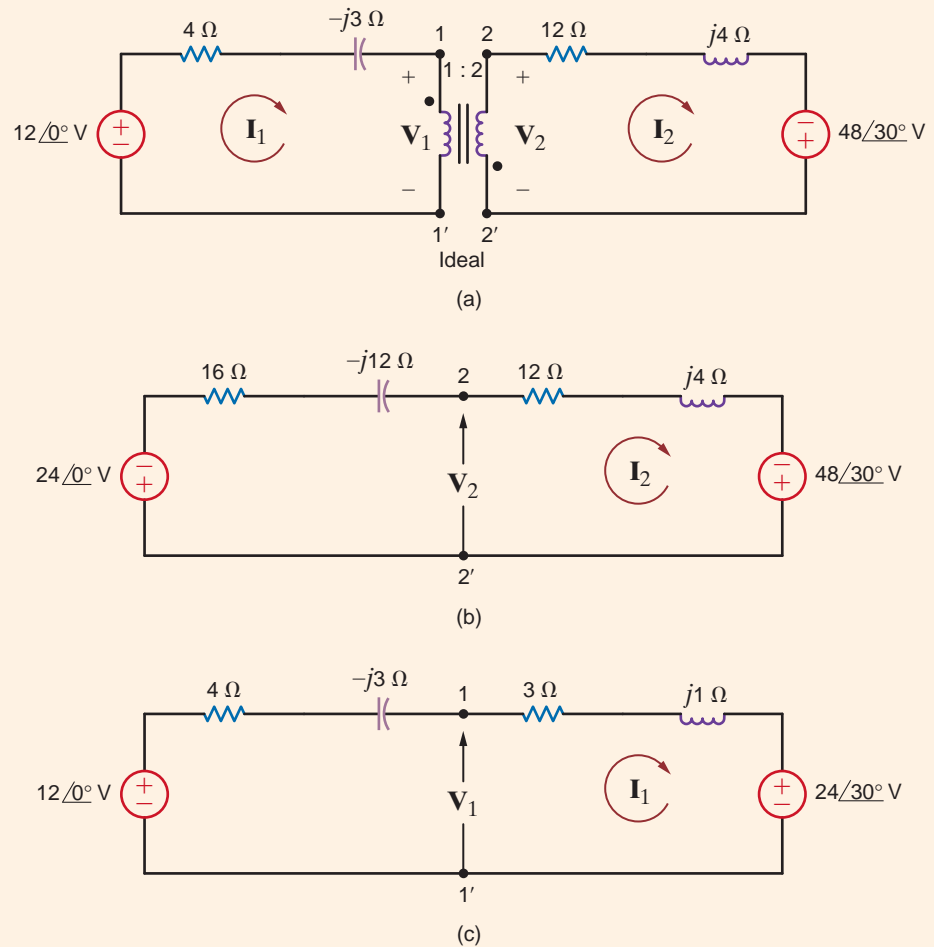 4 Ω
−j3 Ω
1
2
12 Ω
j4 Ω
+
1 : 2
+
12/0° V
+
−
I1
V1
V2
I2
−
+
48/30° V
−
−
1′
2′
Ideal
(a)
16 Ω
−j12 Ω
2
12 Ω
j4 Ω
24/0° V
−
+
V2
I2
−
+
48/30° V
2′
(b)
4 Ω
−j3 Ω
1
3 Ω
j1 Ω
12/0° V
+
−
V1
I1
+
−
24/30° V
1′
(c)